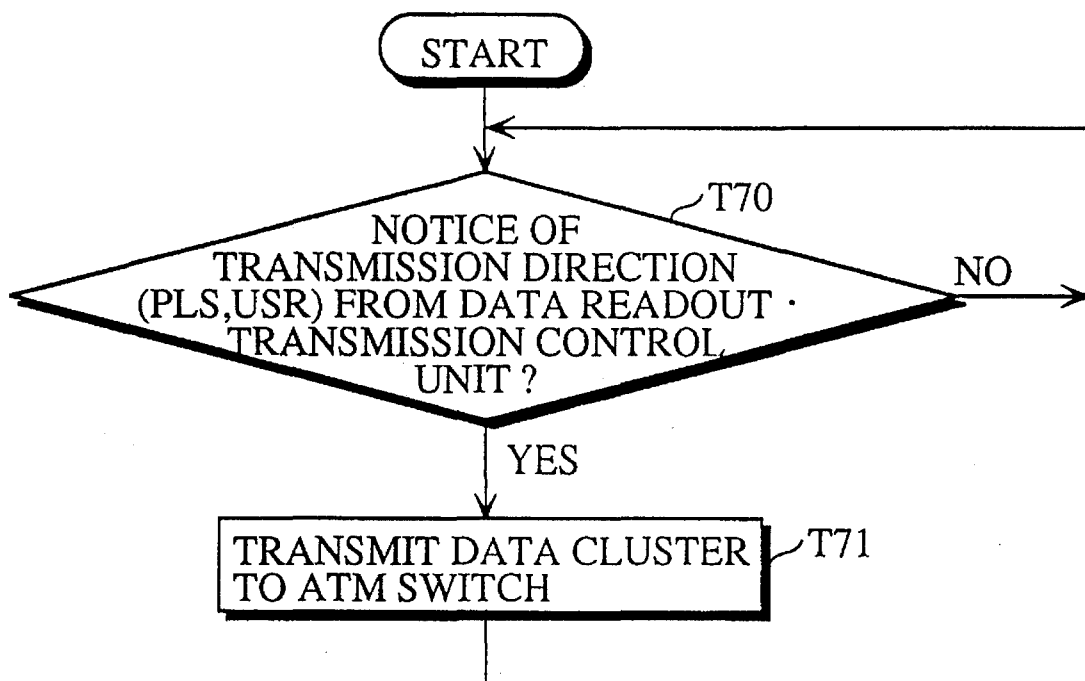 START
T70
NOTICE OF
TRANSMISSION DIRECTION
(PLS,USR) FROM DATA READOUT
TRANSMISSION CONTROL
UNIT ?
NO
YES
TRANSMIT DATA CLUSTER
TO ATM SWITCH
T71